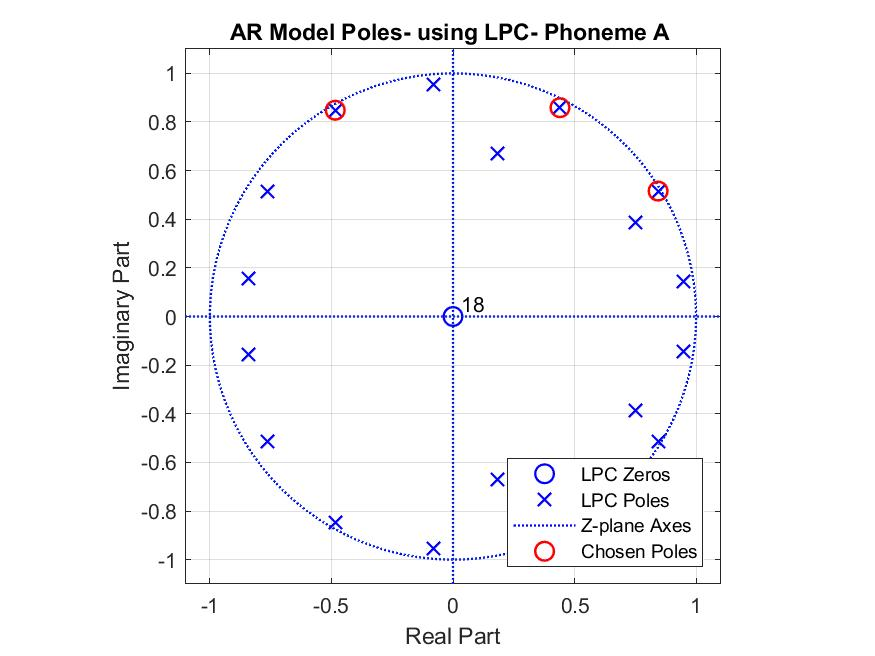 AR Model Poles- using LPC- Phoneme A
1
0.8
0.6
0.4
0.2
0
-0.2
-0.4
-0.6
-0.8
-1
Imaginary Part
18
LPC Zeros
LPC Poles
Z-plane Axes
Chosen Poles
-1
-0.5
0
0.5
1
Real Part